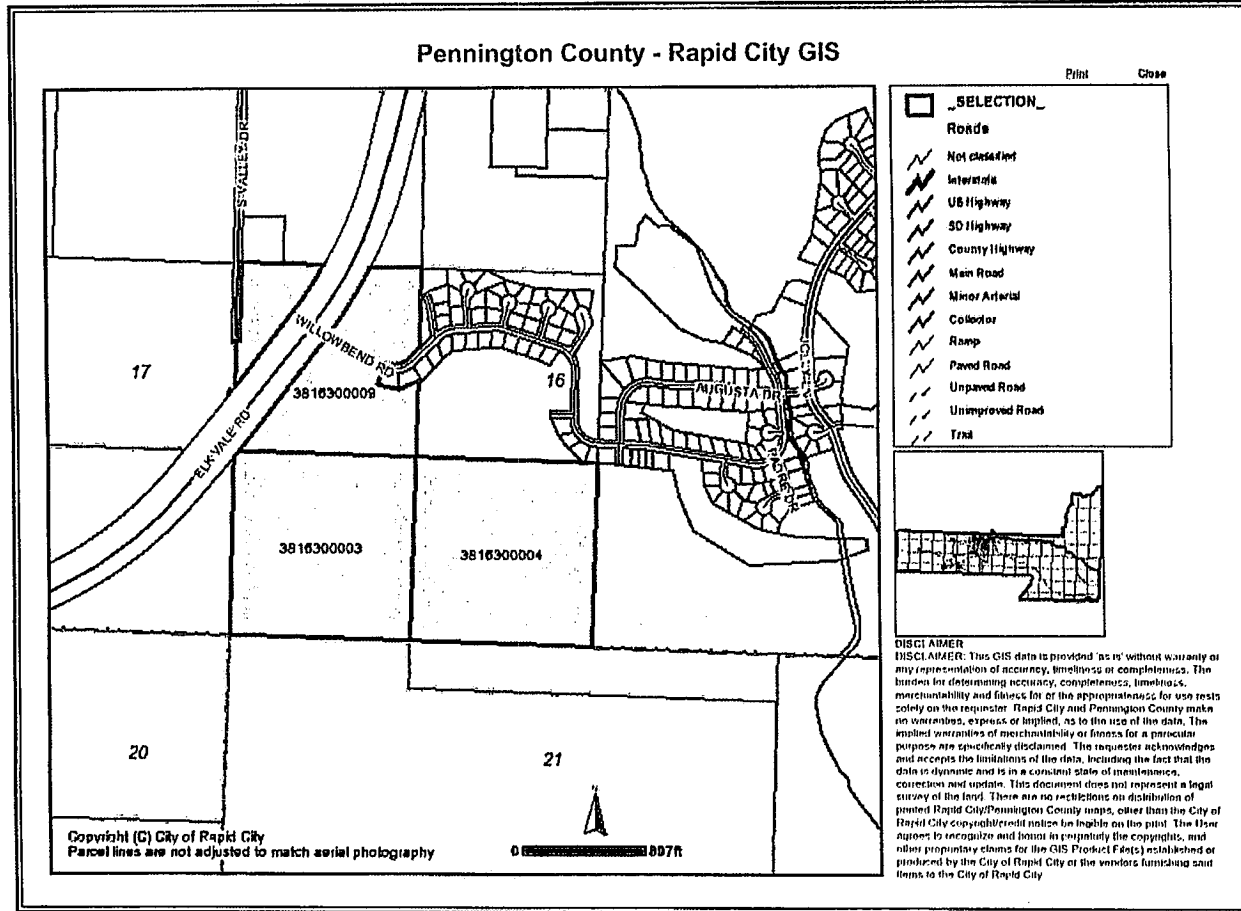 Pennington County - Rapid City GIS
Print Close
_SELECTION_
Roads
Not classified
Interstate
US Highway
SD Highway
County Highway
Main Road
Minor Arterial
Collector
Ramp
Paved Road
Unpaved Road
Unimproved Road
Trail
S VALLEY DR
WILLOWBEND RD
17
3816300009
16
AUGUSTA DR
ELK VALE RD
3816300003
3816300004
20
21
Copyright (C) City of Rapid City
Parcel lines are not adjusted to match aerial photography
0 807ft
DISCLAIMER
DISCLAIMER: This GIS data is provided 'as is' without warranty or
any representation of accuracy, timeliness or completeness. The
burden for determining accuracy, completeness, timeliness,
merchantability and fitness for or the appropriateness for use rests
solely on the requester. Rapid City and Pennington County make
no warranties, express or implied, as to the use of the data. The
implied warranties of merchantability or fitness for a particular
purpose are specifically disclaimed. The requester acknowledges
and accepts the limitations of the data, including the fact that the
data is dynamic and is in a constant state of maintenance,
correction and update. This document does not represent a legal
survey of the land. There are no restrictions on distribution of
printed Rapid City/Pennington County maps, other than the City of
Rapid City copyright/credit notice be legible on the print. The User
agrees to recognize and honor in perpetuity the copyrights, and
other proprietary claims for the GIS Product File(s) established or
produced by the City of Rapid City or the vendors furnishing said
items to the City of Rapid City